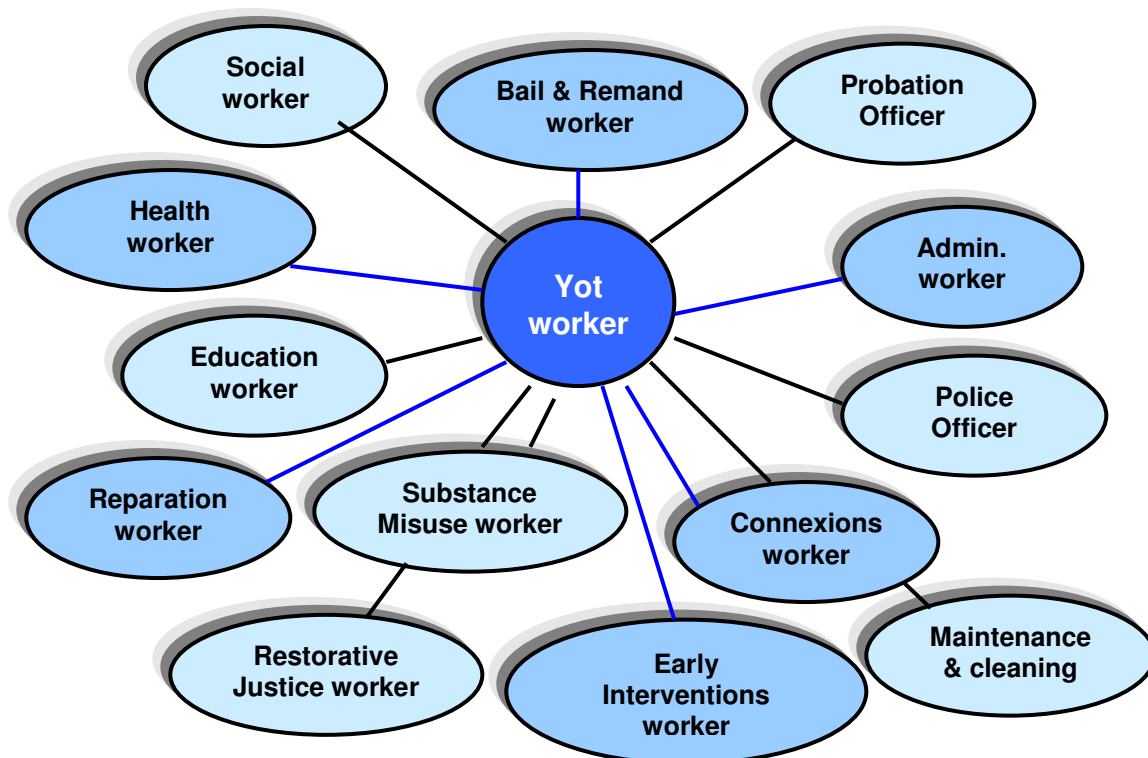 Social
worker
Bail & Remand
worker
Probation
Officer
Health
worker
Admin.
worker
Yot
worker
Education
worker
Police
Officer
Reparation
worker
Substance
Misuse worker
Connexions
worker
Restorative
Justice worker
Early
Interventions
worker
Maintenance
& cleaning